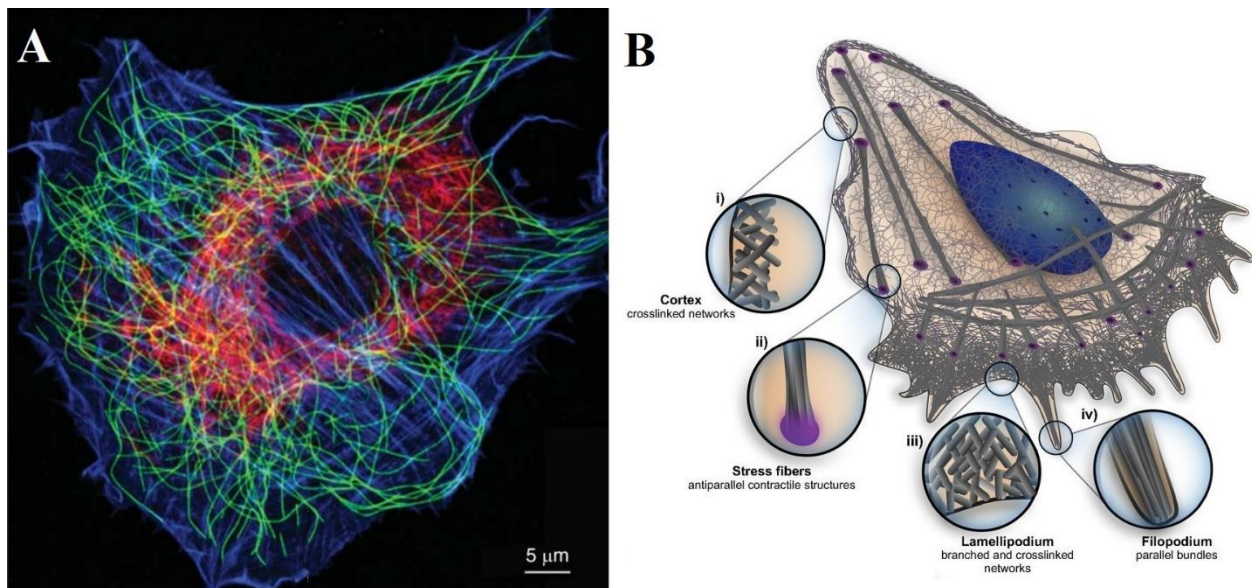 A
5 μm
B
i)
Cortex
crosslinked networks
ii)
Stress fibers
antiparallel contractile structures
iii)
Lamellipodium
branched and crosslinked
networks
iv)
Filopodium
parallel bundles